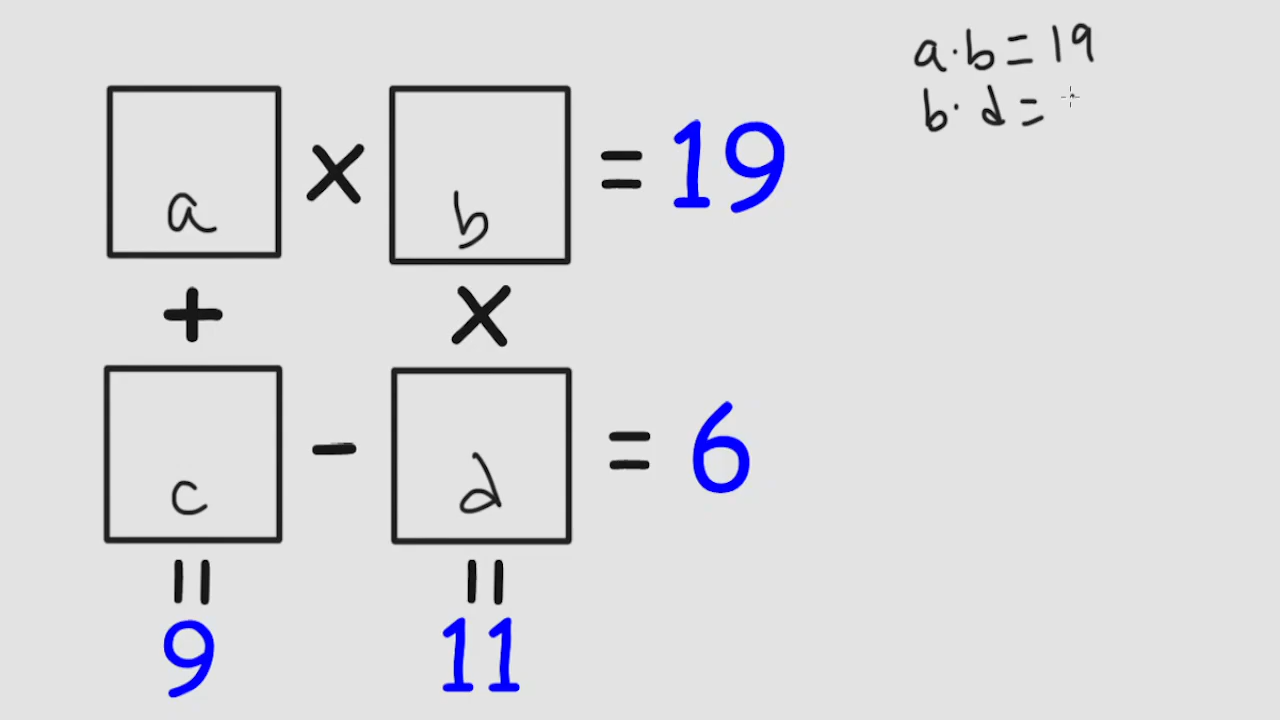 a·b=19
b·d=
a × b =19
+ ×
c - d = 6
= =
9 11